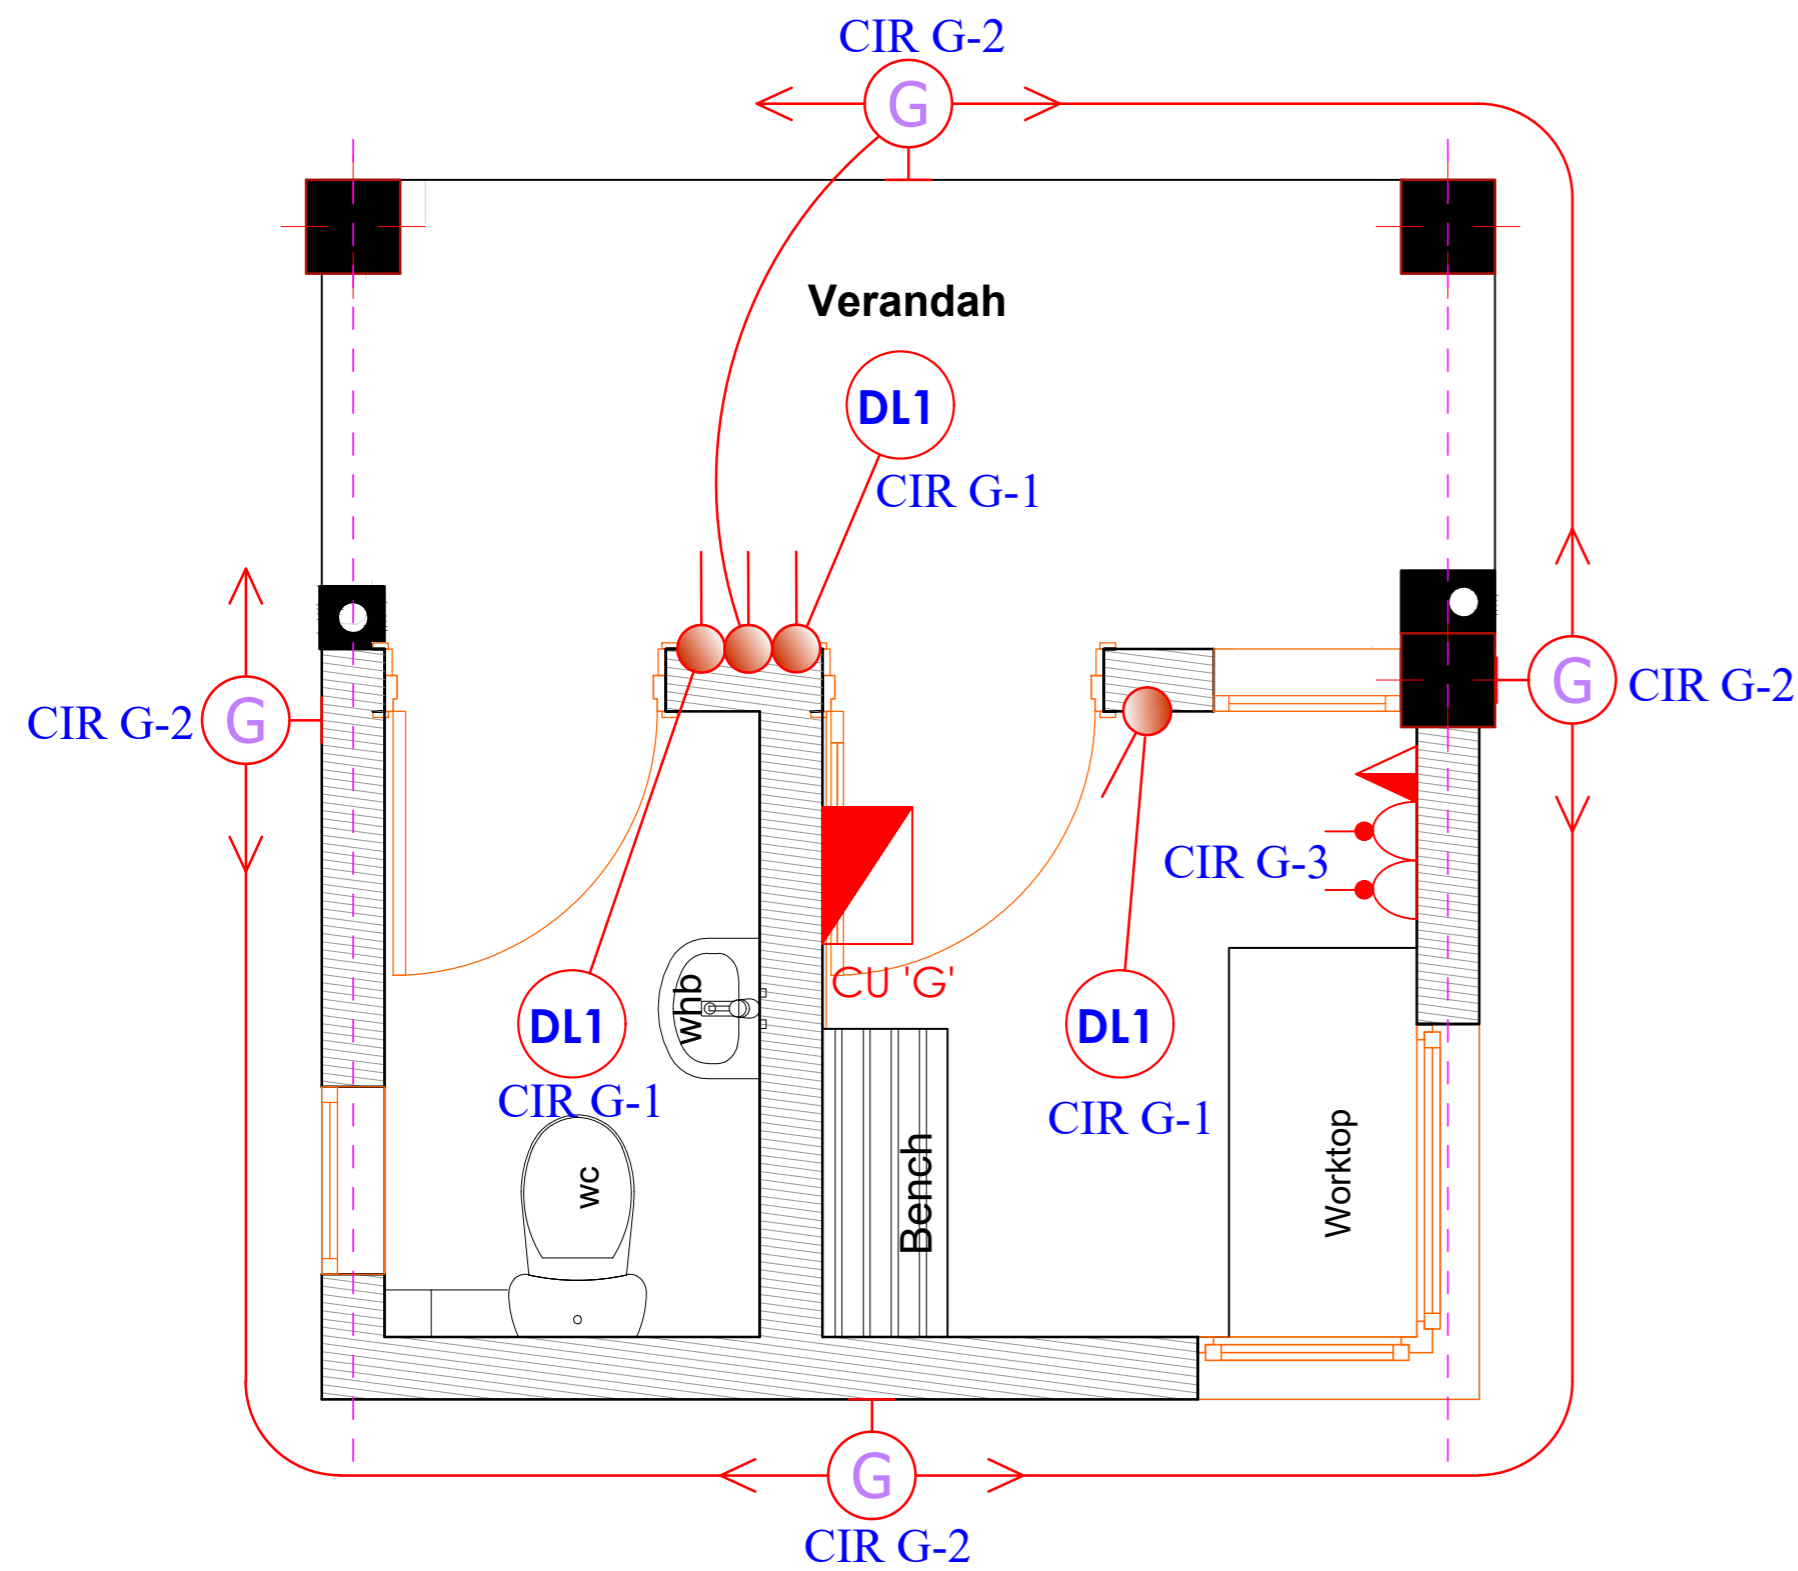 CIR G-2
G
Verandah
DL1
CIR G-1
CIR G-2
G
G
CIR G-2
CIR G-3
CU 'G'
whb
DL1
CIR G-1
DL1
CIR G-1
wc
Bench
Worktop
G
CIR G-2